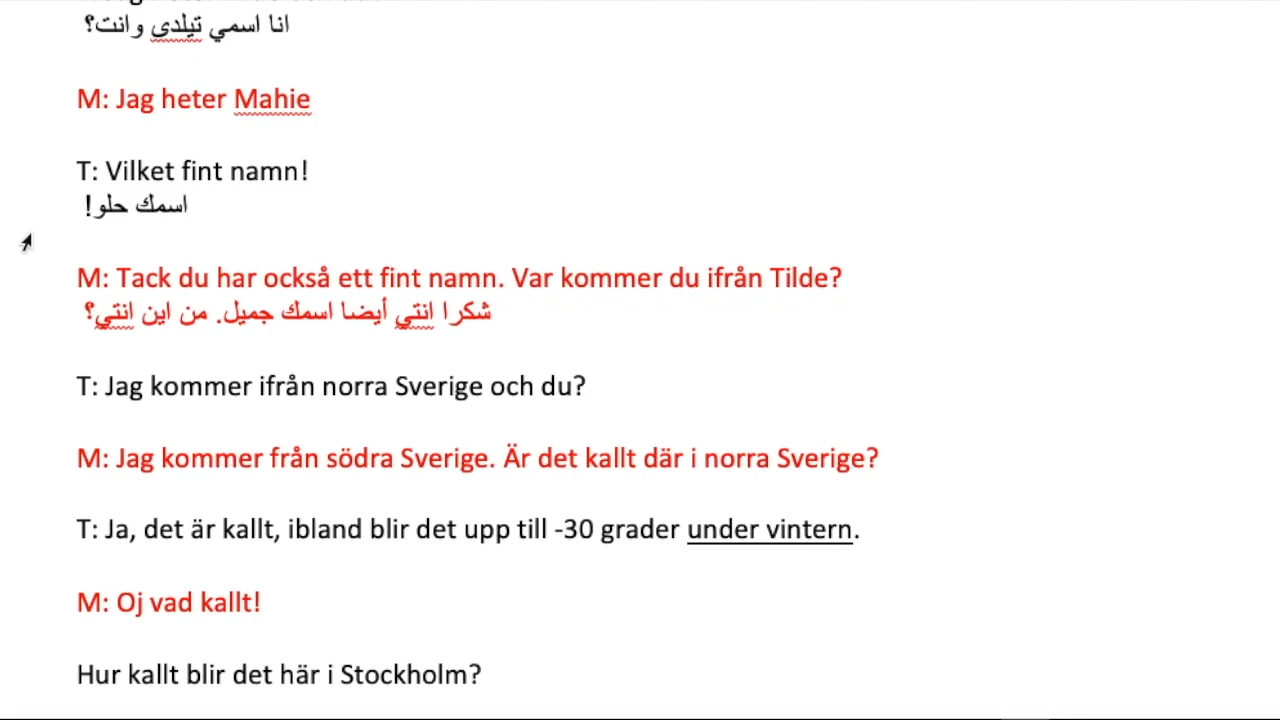 انا اسمي تيلدى وانت؟
M: Jag heter Mahie
T: Vilket fint namn!
اسمك حلو!
M: Tack du har också ett fint namn. Var kommer du ifrån Tilde?
شكرا انتي أيضا اسمك جميل. من اين انتي؟
T: Jag kommer ifrån norra Sverige och du?
M: Jag kommer från södra Sverige. Är det kallt där i norra Sverige?
T: Ja, det är kallt, ibland blir det upp till -30 grader under vintern.
M: Oj vad kallt!
Hur kallt blir det här i Stockholm?